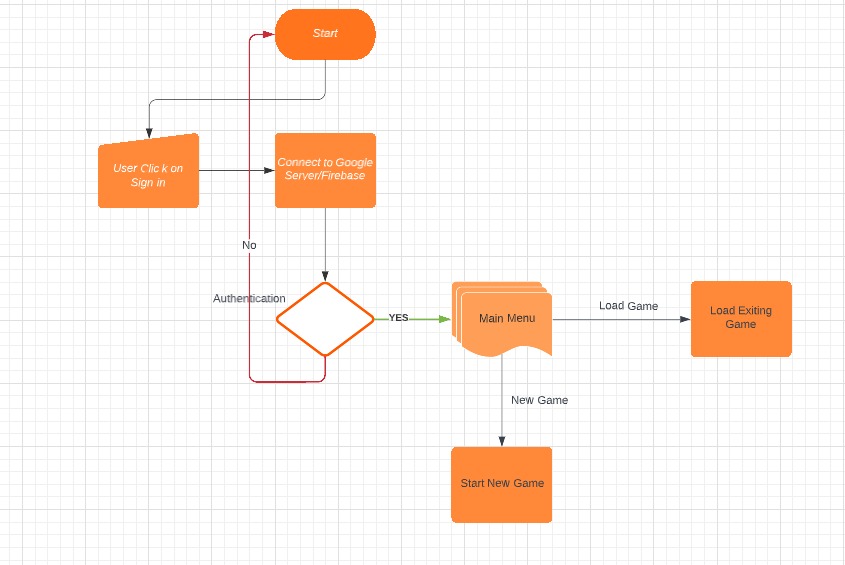 Start
User Click on
Sign in
Connect to Google
Server/Firebase
No
Authentication
YES
Main Menu
Load Game
Load Exiting
Game
New Game
Start New Game